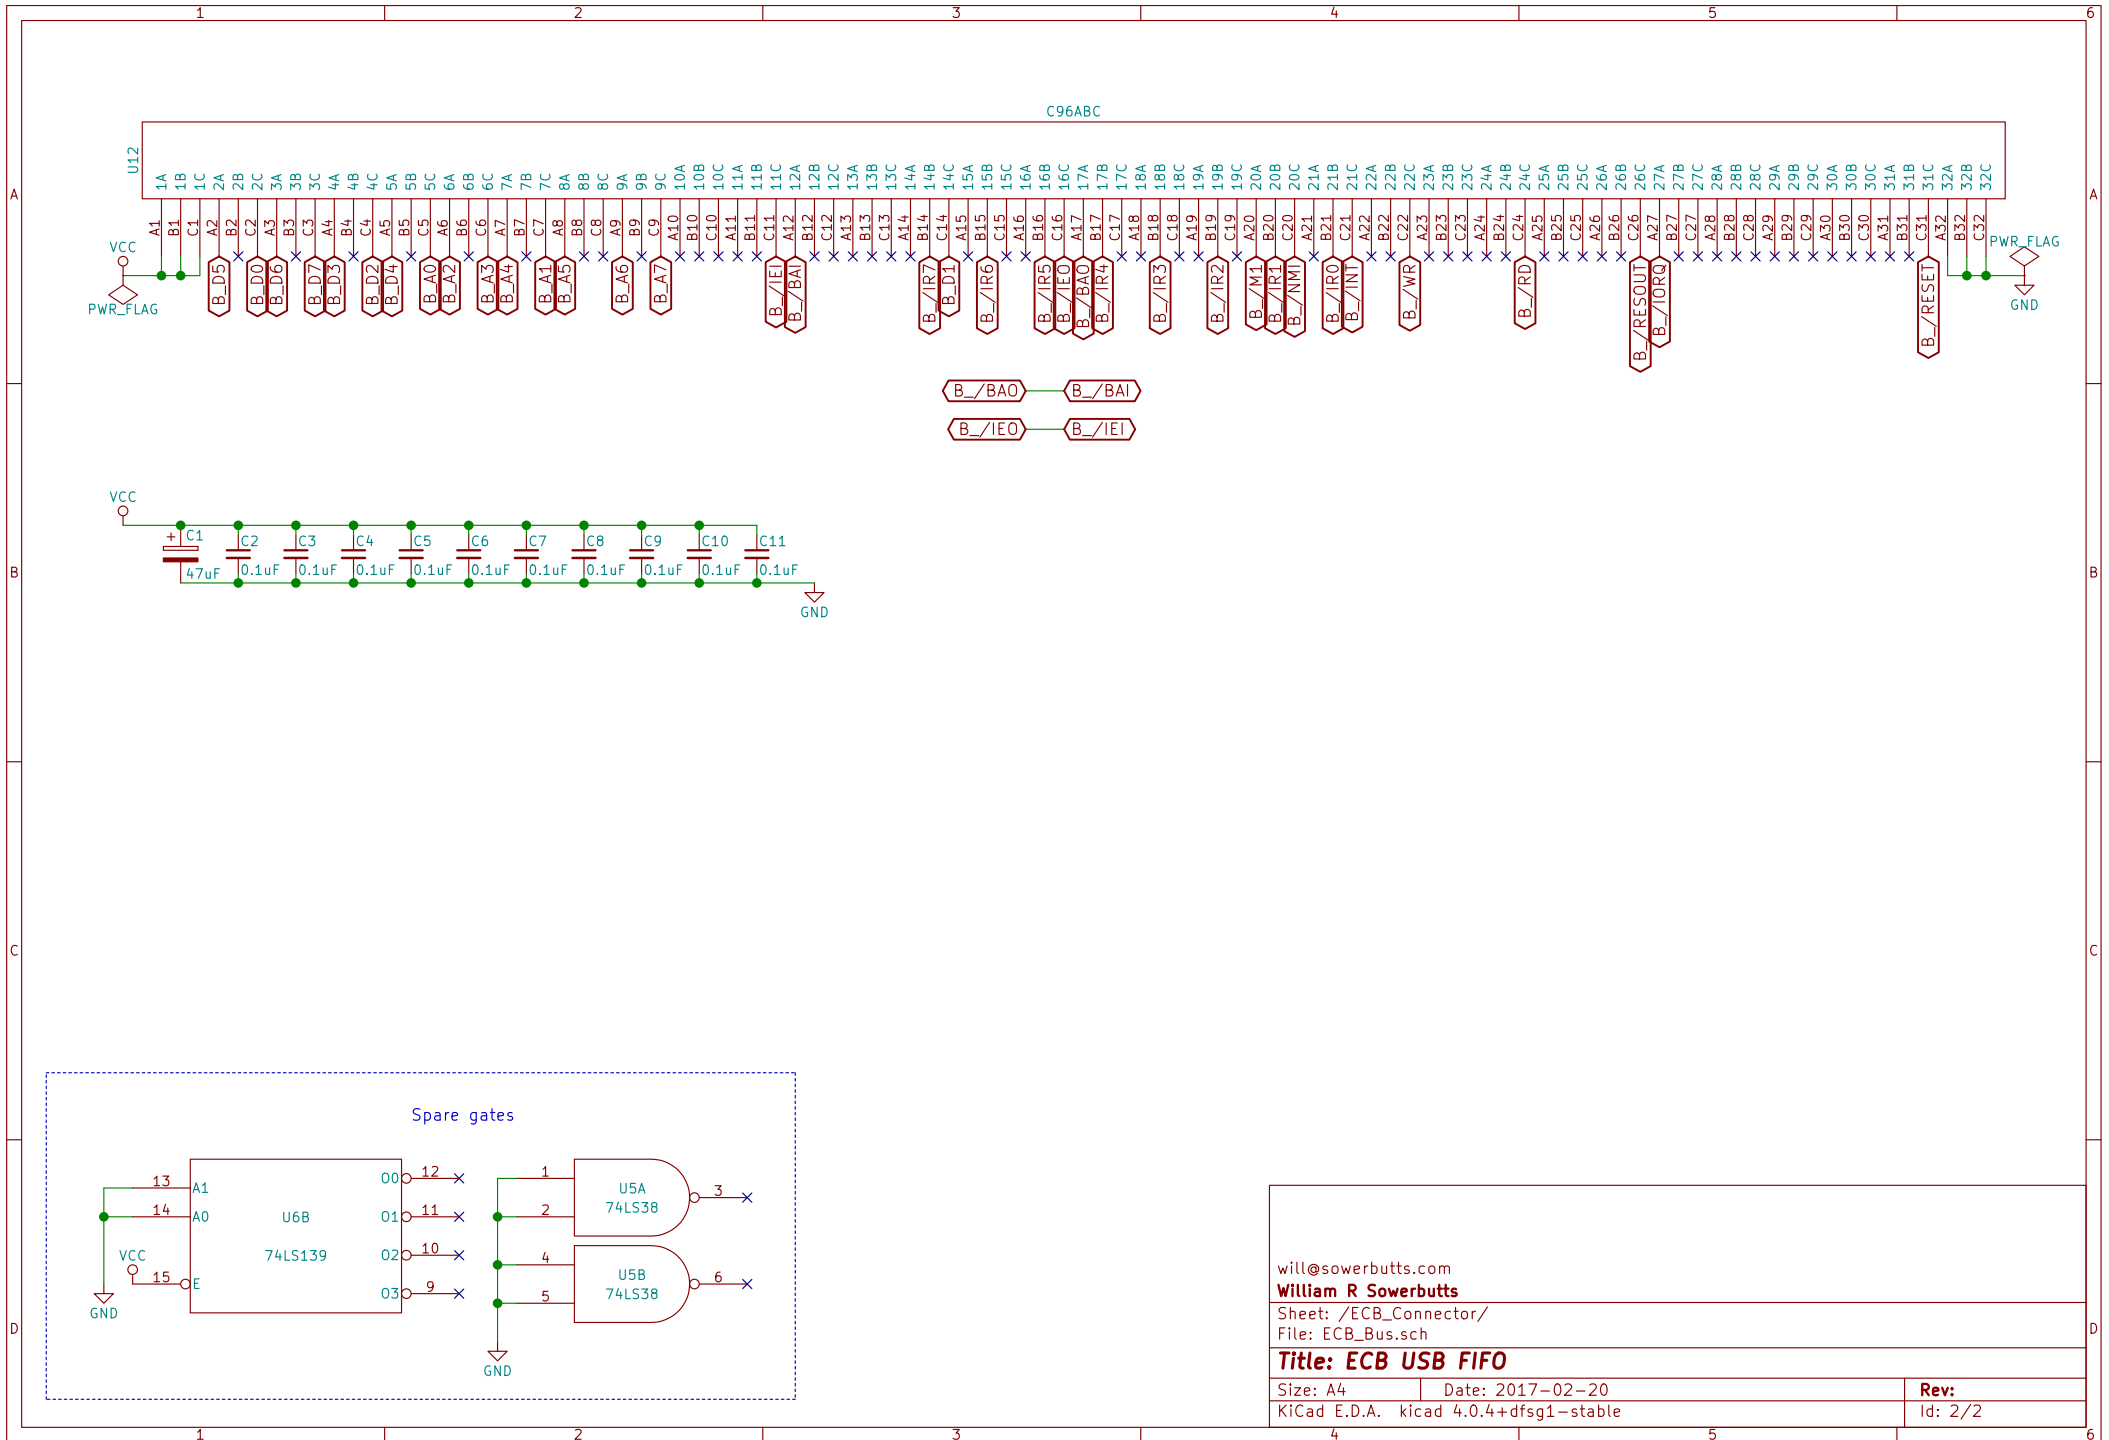 1 2 3 4 5 6
A A
B B
C C
D D
C96ABC
U12
1A 1B 1C 2A 2B 2C 3A 3B 3C 4A 4B 4C 5A 5B 5C 6A 6B 6C 7A 7B 7C 8A 8B 8C 9A 9B 9C 10A 10B 10C 11A 11B 11C 12A 12B 12C 13A 13B 13C 14A 14B 14C 15A 15B 15C 16A 16B 16C 17A 17B 17C 18A 18B 18C 19A 19B 19C 20A 20B 20C 21A 21B 21C 22A 22B 22C 23A 23B 23C 24A 24B 24C 25A 25B 25C 26A 26B 26C 27A 27B 27C 28A 28B 28C 29A 29B 29C 30A 30B 30C 31A 31B 31C 32A 32B 32C
A1 B1 C1 A2 B2 C2 A3 B3 C3 A4 B4 C4 A5 B5 C5 A6 B6 C6 A7 B7 C7 A8 B8 C8 A9 B9 C9 A10 B10 C10 A11 B11 C11 A12 B12 C12 A13 B13 C13 A14 B14 C14 A15 B15 C15 A16 B16 C16 A17 B17 C17 A18 B18 C18 A19 B19 C19 A20 B20 C20 A21 B21 C21 A22 B22 C22 A23 B23 C23 A24 B24 C24 A25 B25 C25 A26 B26 C26 A27 B27 C27 A28 B28 C28 A29 B29 C29 A30 B30 C30 A31 B31 C31 A32 B32 C32
VCC
PWR_FLAG
B_D5 B_D0 B_D6 B_D7 B_D3 B_D2 B_D4 B_A0 B_A2 B_A3 B_A4 B_A1 B_A5 B_A6 B_A7 B_/IEI B_/BAI B_/IR7 B_D1 B_/IR6 B_/IR5 B_/IEO B_/BAO B_/IR4 B_/IR3 B_/IR2 B_/M1 B_/IR1 B_/NMI B_/IR0 B_/INT B_/WR B_/RD B_/RESOUT B_/IORQ B_/RESET
PWR_FLAG
GND
B_/BAO B_/BAI
B_/IEO B_/IEI
VCC
+ C1 C2 C3 C4 C5 C6 C7 C8 C9 C10 C11
47uF 0.1uF 0.1uF 0.1uF 0.1uF 0.1uF 0.1uF 0.1uF 0.1uF 0.1uF 0.1uF
GND
Spare gates
13 A1
14 A0
VCC
15 E
GND
U6B
74LS139
O0 12
O1 11
O2 10
O3 9
1
2
U5A
74LS38
3
4
5
U5B
74LS38
6
GND
will@sowerbutts.com
William R Sowerbutts
Sheet: /ECB_Connector/
File: ECB_Bus.sch
Title: ECB USB FIFO
Size: A4 Date: 2017-02-20 Rev:
KiCad E.D.A. kicad 4.0.4+dfsg1-stable Id: 2/2
1 2 3 4 5 6